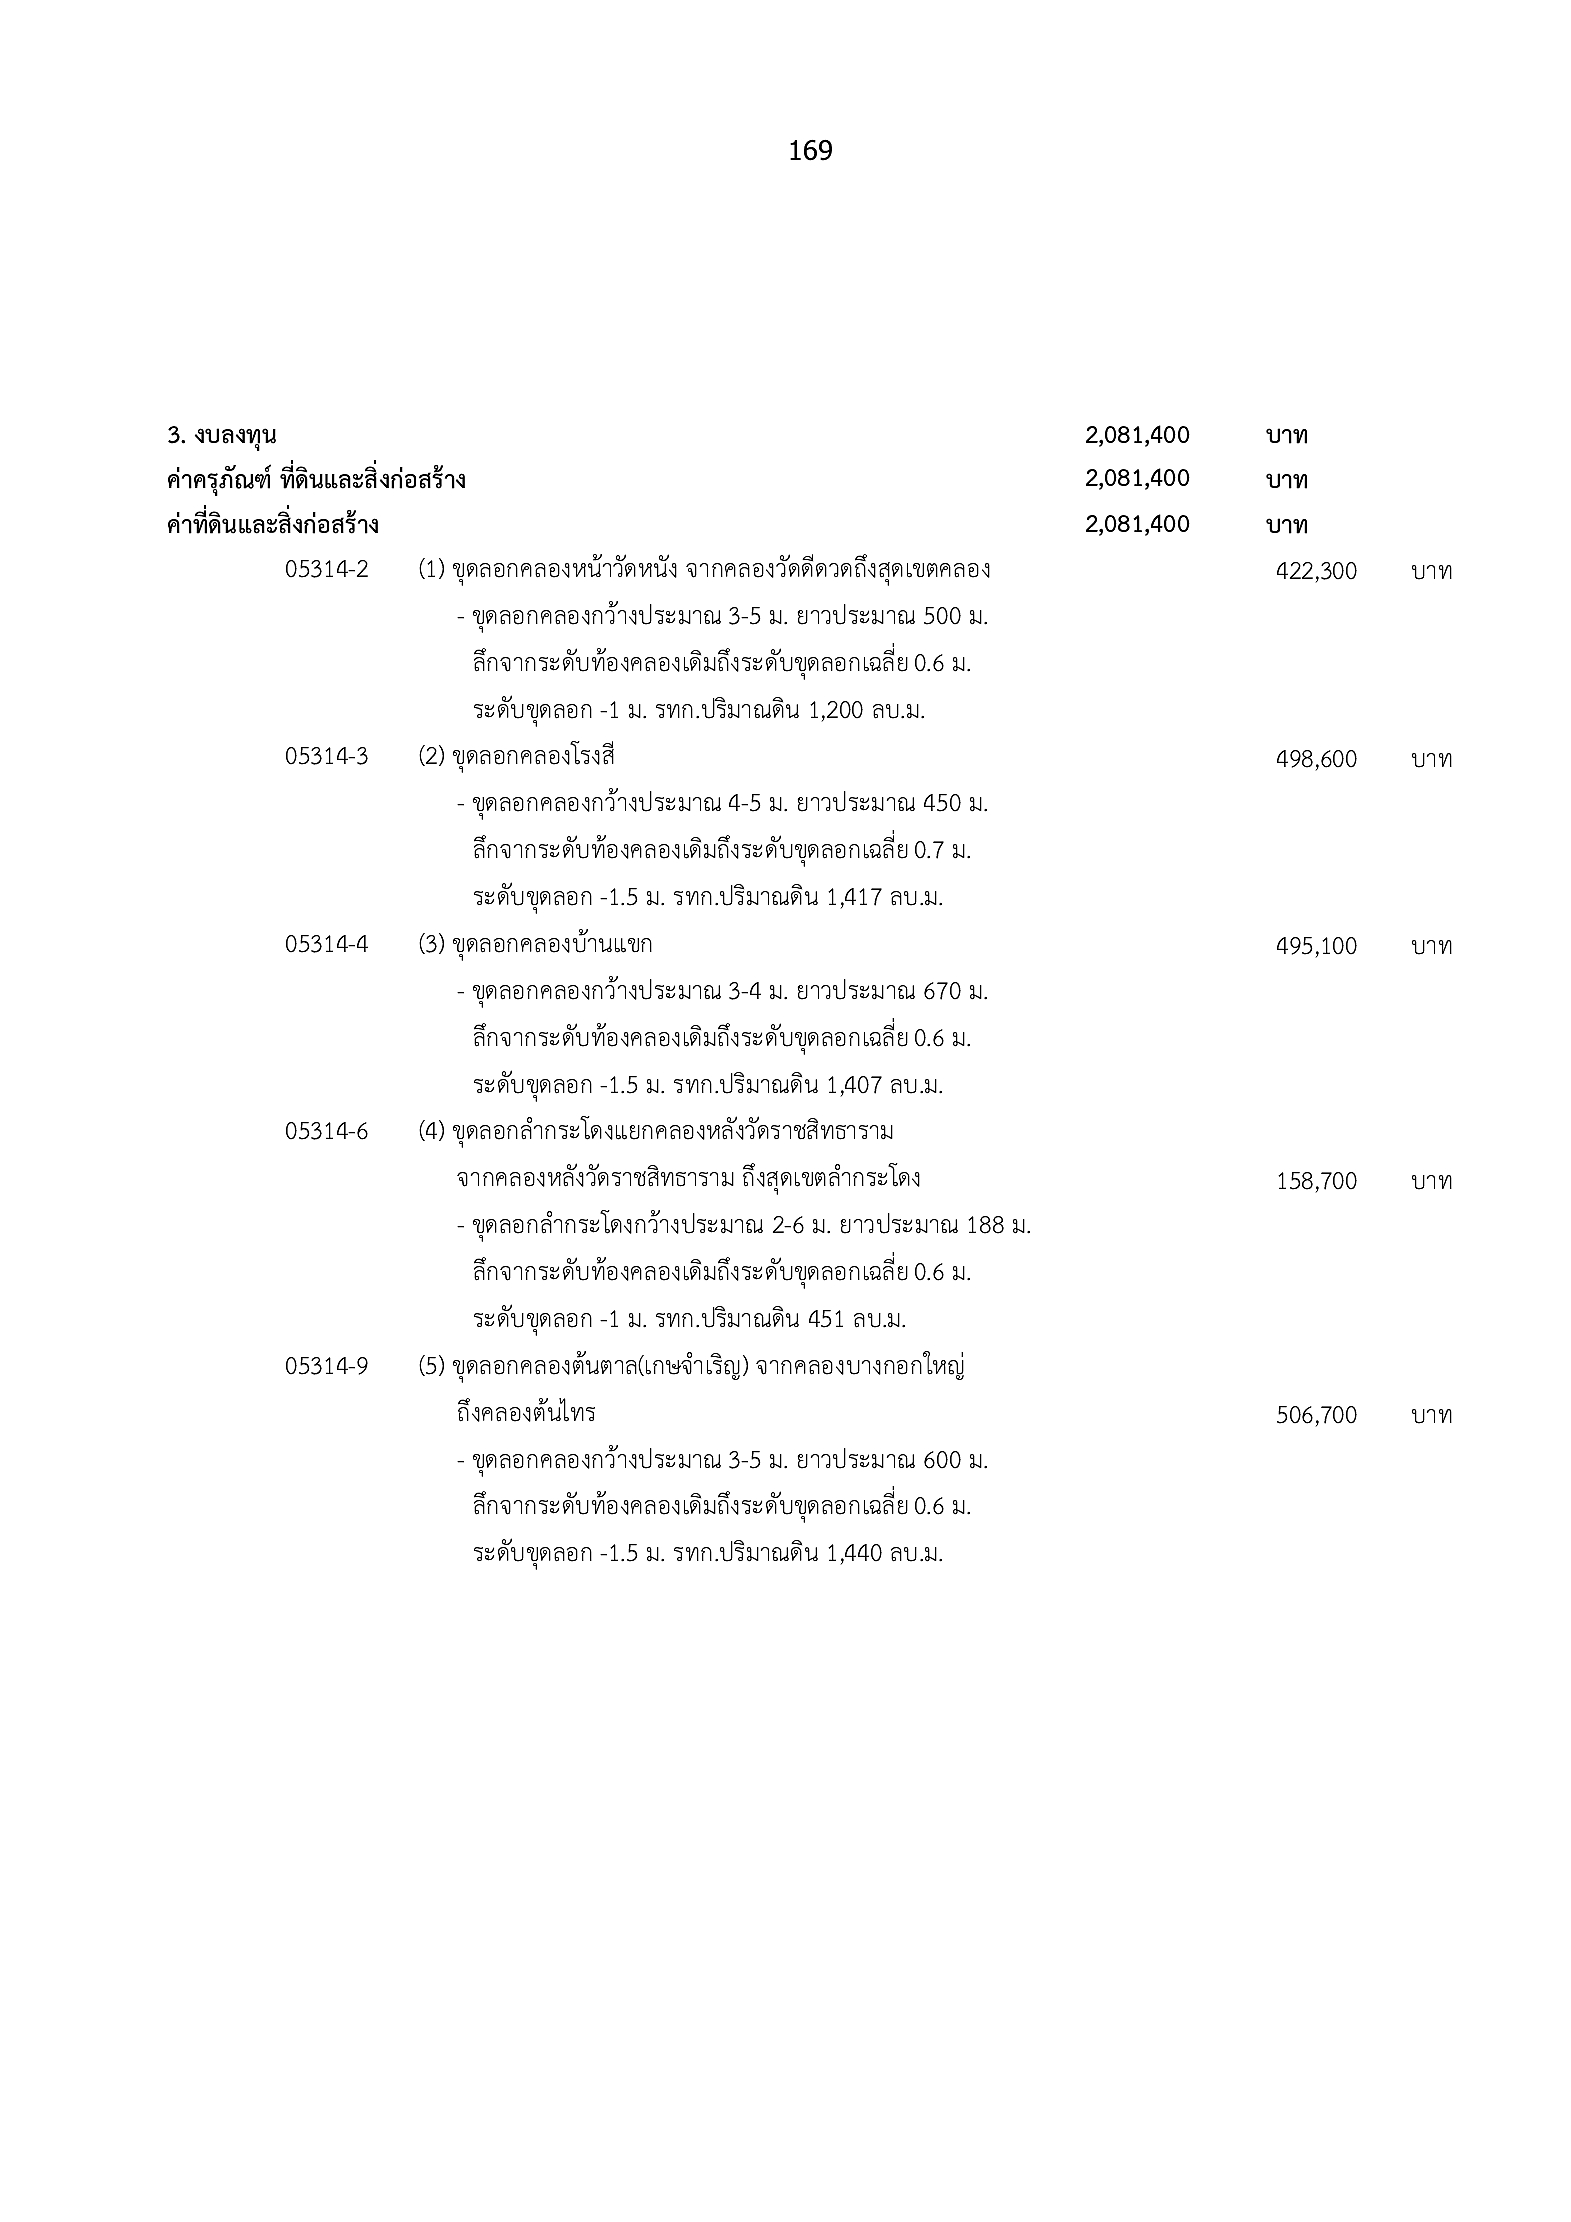 169
3. งบลงทุน 2,081,400 บาท
ค่าครุภัณฑ์ ที่ดินและสิ่งก่อสร้าง 2,081,400 บาท
ค่าที่ดินและสิ่งก่อสร้าง 2,081,400 บาท
05314-2 (1) ขุดลอกคลองหน้าวัดหนัง จากคลองวัดดีดวดถึงสุดเขตคลอง 422,300 บาท
- ขุดลอกคลองกว้างประมาณ 3-5 ม. ยาวประมาณ 500 ม.
ลึกจากระดับท้องคลองเดิมถึงระดับขุดลอกเฉลี่ย 0.6 ม.
ระดับขุดลอก -1 ม. รทก.ปริมาณดิน 1,200 ลบ.ม.
05314-3 (2) ขุดลอกคลองโรงสี 498,600 บาท
- ขุดลอกคลองกว้างประมาณ 4-5 ม. ยาวประมาณ 450 ม.
ลึกจากระดับท้องคลองเดิมถึงระดับขุดลอกเฉลี่ย 0.7 ม.
ระดับขุดลอก -1.5 ม. รทก.ปริมาณดิน 1,417 ลบ.ม.
05314-4 (3) ขุดลอกคลองบ้านแขก 495,100 บาท
- ขุดลอกคลองกว้างประมาณ 3-4 ม. ยาวประมาณ 670 ม.
ลึกจากระดับท้องคลองเดิมถึงระดับขุดลอกเฉลี่ย 0.6 ม.
ระดับขุดลอก -1.5 ม. รทก.ปริมาณดิน 1,407 ลบ.ม.
05314-6 (4) ขุดลอกลำกระโดงแยกคลองหลังวัดราชสิทธาราม
จากคลองหลังวัดราชสิทธาราม ถึงสุดเขตลำกระโดง 158,700 บาท
- ขุดลอกลำกระโดงกว้างประมาณ 2-6 ม. ยาวประมาณ 188 ม.
ลึกจากระดับท้องคลองเดิมถึงระดับขุดลอกเฉลี่ย 0.6 ม.
ระดับขุดลอก -1 ม. รทก.ปริมาณดิน 451 ลบ.ม.
05314-9 (5) ขุดลอกคลองต้นตาล(เกษจำเริญ) จากคลองบางกอกใหญ่
ถึงคลองต้นไทร 506,700 บาท
- ขุดลอกคลองกว้างประมาณ 3-5 ม. ยาวประมาณ 600 ม.
ลึกจากระดับท้องคลองเดิมถึงระดับขุดลอกเฉลี่ย 0.6 ม.
ระดับขุดลอก -1.5 ม. รทก.ปริมาณดิน 1,440 ลบ.ม.